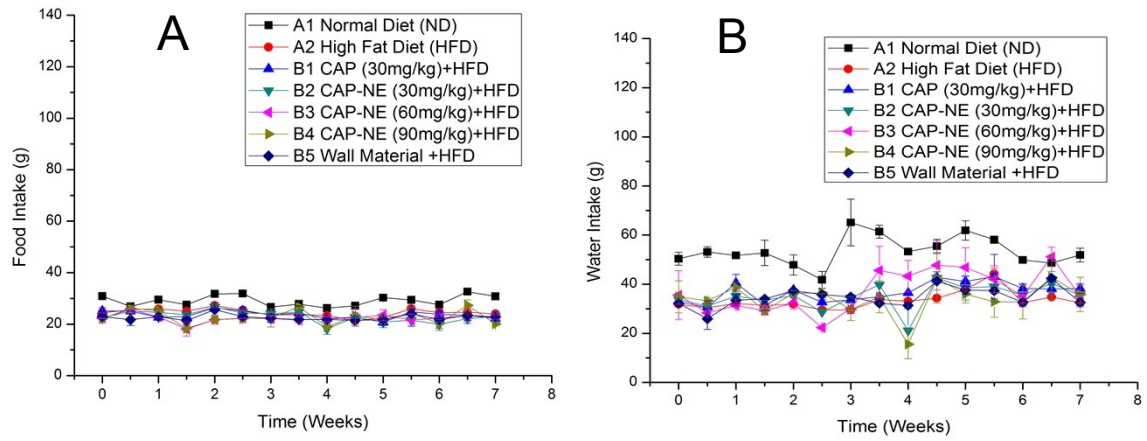 A
A1 Normal Diet (ND)
A2 High Fat Diet (HFD)
B1 CAP (30mg/kg)+HFD
B2 CAP-NE (30mg/kg)+HFD
B3 CAP-NE (60mg/kg)+HFD
B4 CAP-NE (90mg/kg)+HFD
B5 Wall Material +HFD
140
120
100
80
60
40
20
0
Food Intake (g)
0 1 2 3 4 5 6 7 8
Time (Weeks)
B
A1 Normal Diet (ND)
A2 High Fat Diet (HFD)
B1 CAP (30mg/kg)+HFD
B2 CAP-NE (30mg/kg)+HFD
B3 CAP-NE (60mg/kg)+HFD
B4 CAP-NE (90mg/kg)+HFD
B5 Wall Material +HFD
140
120
100
80
60
40
20
0
Water Intake (g)
0 1 2 3 4 5 6 7 8
Time (Weeks)